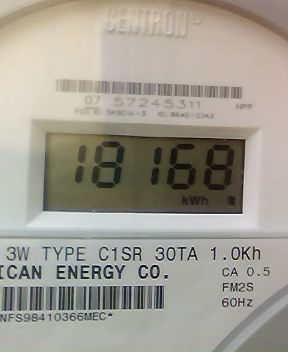 CENTRON®
07 57245311 HPP
18168
kWh
3W TYPE C1SR 30TA 1.0Kh
ICAN ENERGY CO. CA 0.5
FM2S
60Hz
NFS98410366MEC*